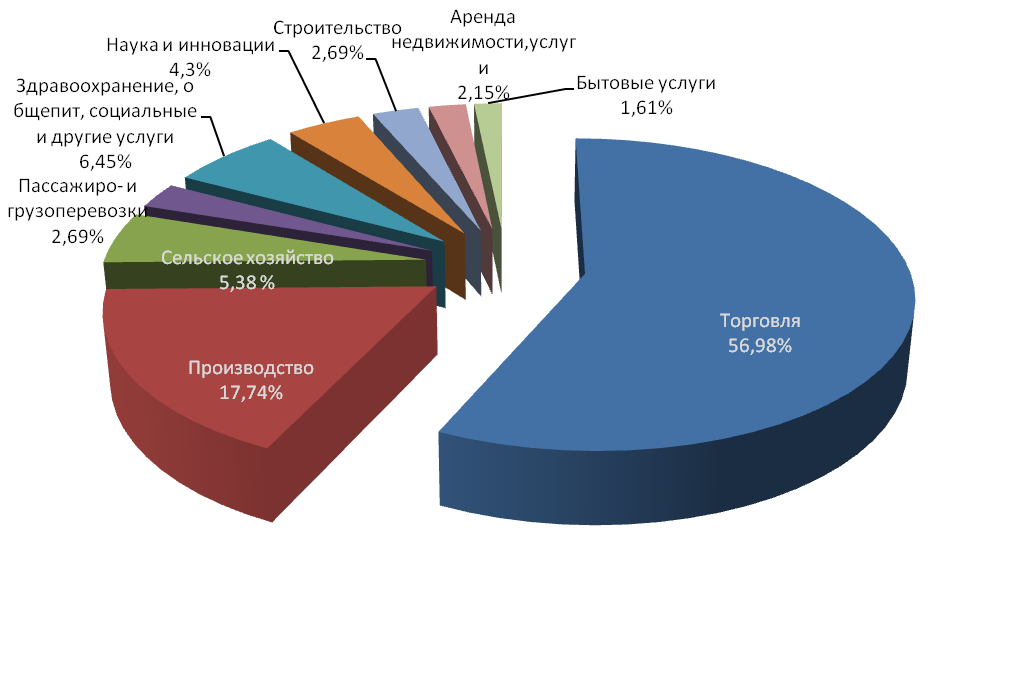 Аренда
недвижимости,услуг
и
2,15%
Строительство
2,69%
Наука и инновации
4,3%
Бытовые услуги
1,61%
Здравоохранение, о
бщепит, социальные
и другие услуги
6,45%
Пассажиро- и
грузоперевозки
2,69%
Сельское хозяйство
5,38 %
Торговля
56,98%
Производство
17,74%